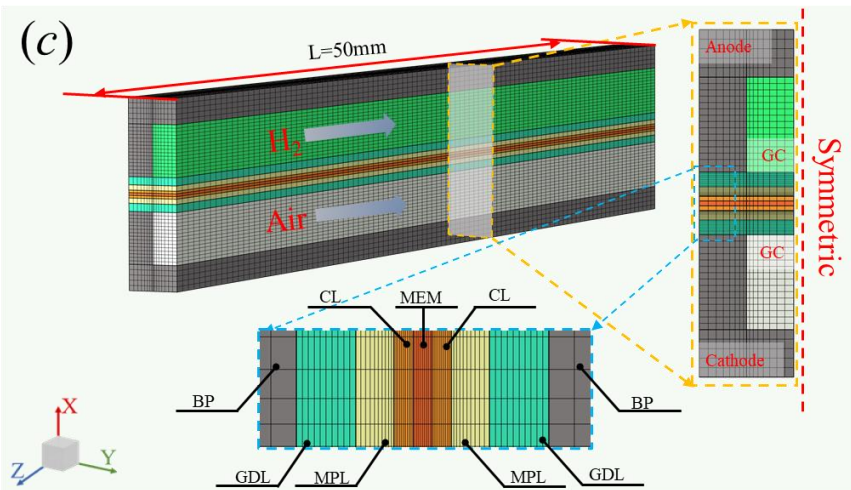 (c)
L=50mm
H2
Air
Anode
GC
GC
Cathode
Symmetric
CL
MEM
CL
BP
BP
GDL
MPL
MPL
GDL
X
Y
Z